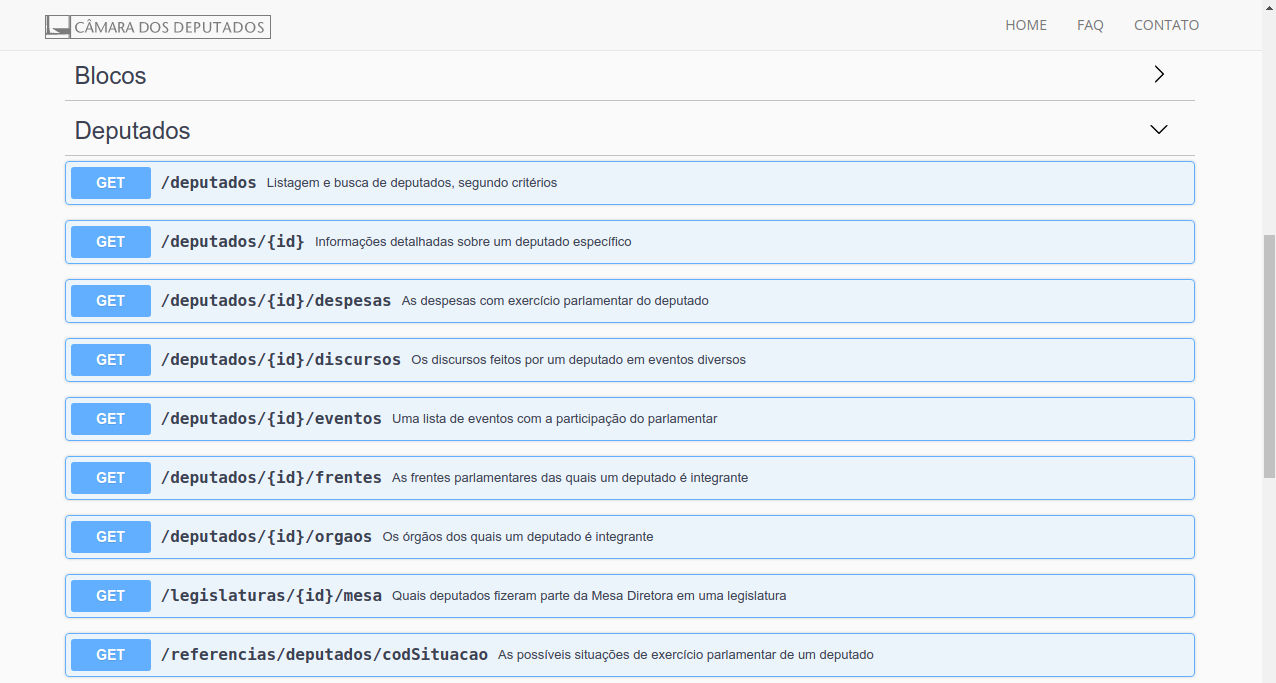 CÂMARA DOS DEPUTADOS HOME FAQ CONTATO
Blocos
Deputados
GET /deputados Listagem e busca de deputados, segundo critérios
GET /deputados/{id} Informações detalhadas sobre um deputado específico
GET /deputados/{id}/despesas As despesas com exercício parlamentar do deputado
GET /deputados/{id}/discursos Os discursos feitos por um deputado em eventos diversos
GET /deputados/{id}/eventos Uma lista de eventos com a participação do parlamentar
GET /deputados/{id}/frentes As frentes parlamentares das quais um deputado é integrante
GET /deputados/{id}/orgaos Os órgãos dos quais um deputado é integrante
GET /legislaturas/{id}/mesa Quais deputados fizeram parte da Mesa Diretora em uma legislatura
GET /referencias/deputados/codSituacao As possíveis situações de exercício parlamentar de um deputado